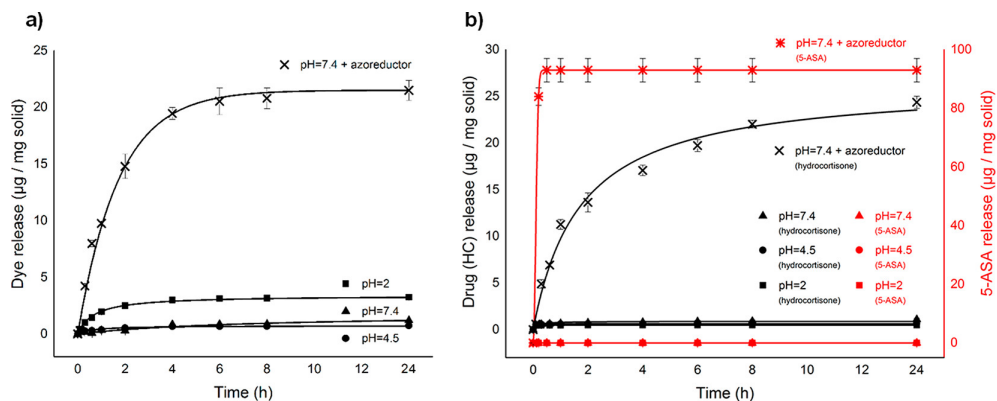 a)
Dye release (µg / mg solid)
25
20
15
10
5
0
pH=7.4 + azoreductor
pH=2
pH=7.4
pH=4.5
0 2 4 6 8 10 12 24
Time (h)
b)
Drug (HC) release (µg / mg solid)
30
25
20
15
10
5
0
pH=7.4 + azoreductor
(5-ASA)
pH=7.4 + azoreductor
(hydrocortisone)
pH=7.4 pH=7.4
(hydrocortisone) (5-ASA)
pH=4.5 pH=4.5
(hydrocortisone) (5-ASA)
pH=2 pH=2
(hydrocortisone) (5-ASA)
100
80
60
40
20
0
5-ASA release (µg / mg solid)
0 2 4 6 8 10 12 24
Time (h)